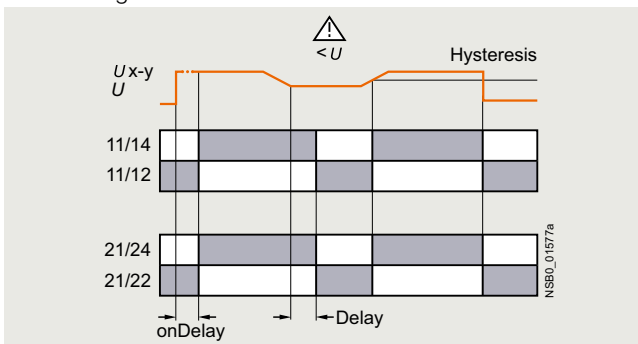 < U
Hysteresis
U x-y
U
11/14
11/12
21/24
21/22
NSB0_01577a
onDelay
Delay